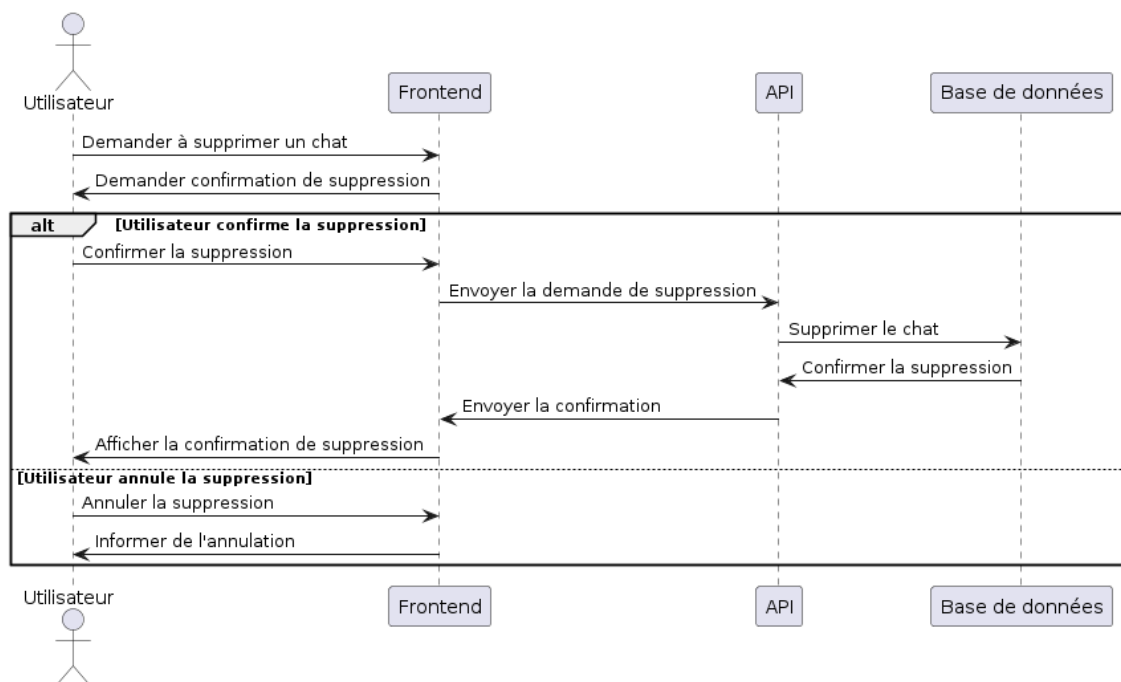 Utilisateur
Frontend
API
Base de données
Demander à supprimer un chat
Demander confirmation de suppression
alt
[Utilisateur confirme la suppression]
Confirmer la suppression
Envoyer la demande de suppression
Supprimer le chat
Confirmer la suppression
Envoyer la confirmation
Afficher la confirmation de suppression
[Utilisateur annule la suppression]
Annuler la suppression
Informer de l'annulation
Utilisateur
Frontend
API
Base de données